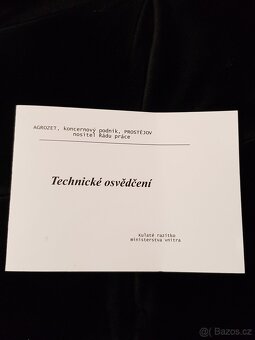 AGROZET, koncernový podnik, PROSTĚJOV
nositel Řádu práce
Technické osvědčení
Kulaté razítko
Ministerstva vnitra
Bazos.cz